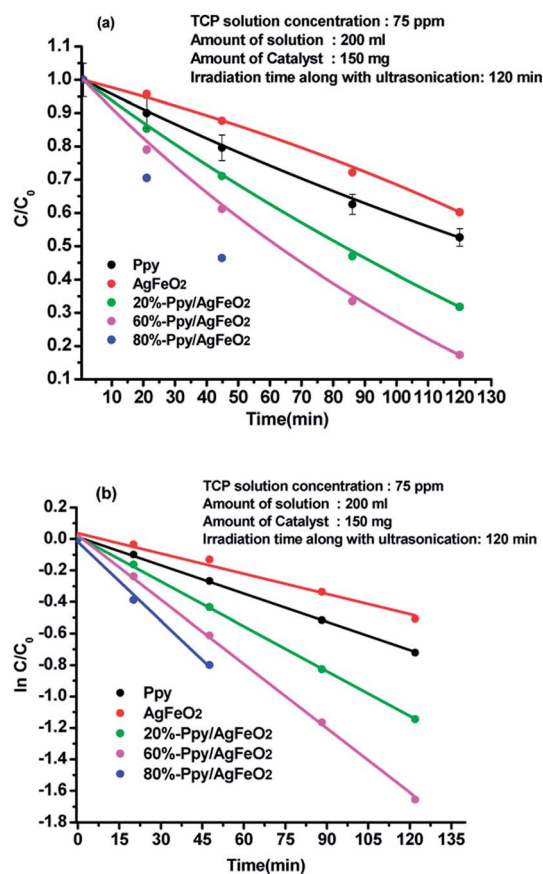 (a)
TCP solution concentration : 75 ppm
Amount of solution : 200 ml
Amount of Catalyst : 150 mg
Irradiation time along with ultrasonication: 120 min
C/C0
1.0
0.9
0.8
0.7
0.6
0.5
0.4
0.3
0.2
0.1
Ppy
AgFeO2
20%-Ppy/AgFeO2
60%-Ppy/AgFeO2
80%-Ppy/AgFeO2
10 20 30 40 50 60 70 80 90 100 110 120 130
Time(min)
(b)
TCP solution concentration : 75 ppm
Amount of solution : 200 ml
Amount of Catalyst : 150 mg
Irradiation time along with ultrasonication: 120 min
ln C/C0
0.2
0.0
-0.2
-0.4
-0.6
-0.8
-1.0
-1.2
-1.4
-1.6
-1.8
Ppy
AgFeO2
20%-Ppy/AgFeO2
60%-Ppy/AgFeO2
80%-Ppy/AgFeO2
0 15 30 45 60 75 90 105 120 135
Time(min)